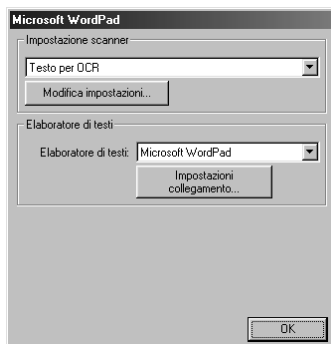 Microsoft WordPad
Impostazione scanner
Testo per OCR
Modifica impostazioni...
Elaboratore di testi
Elaboratore di testi: Microsoft WordPad
Impostazioni
collegamento...
OK